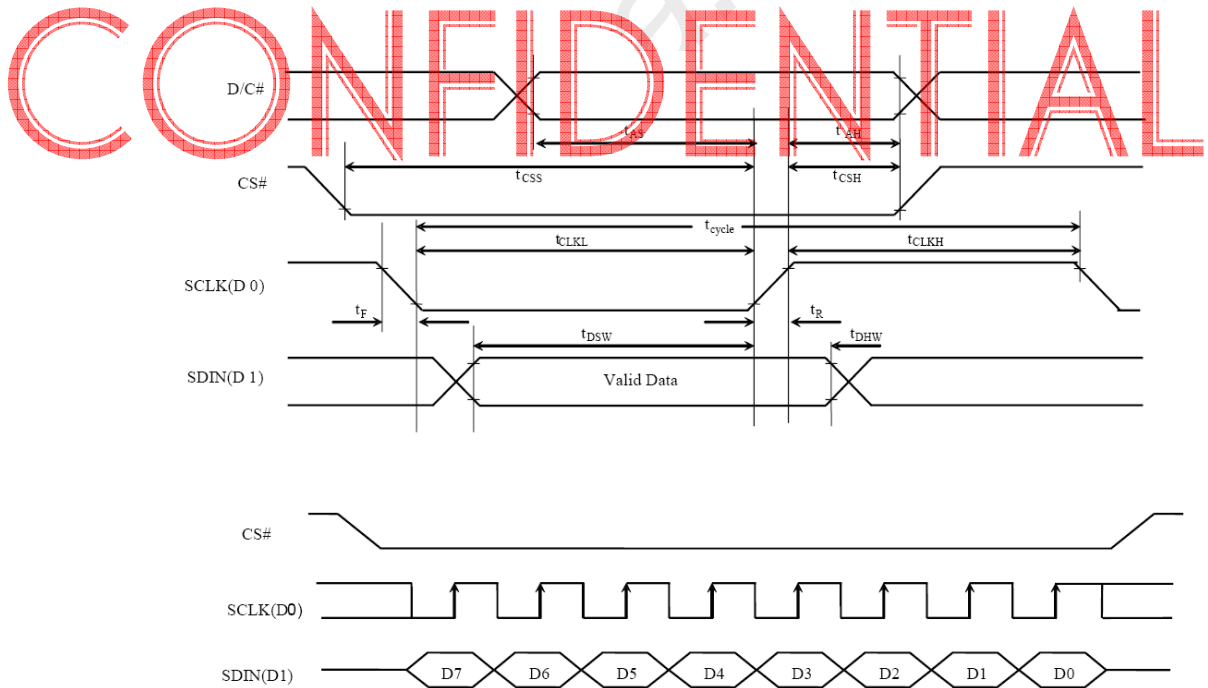 CONFIDENTIAL
D/C#
tAS
tAH
CS#
tCSS
tCSH
tcycle
tCLKL
tCLKH
SCLK(D 0)
tF
tR
tDSW
tDHW
SDIN(D 1)
Valid Data
CS#
SCLK(D0)
SDIN(D1)
D7 D6 D5 D4 D3 D2 D1 D0